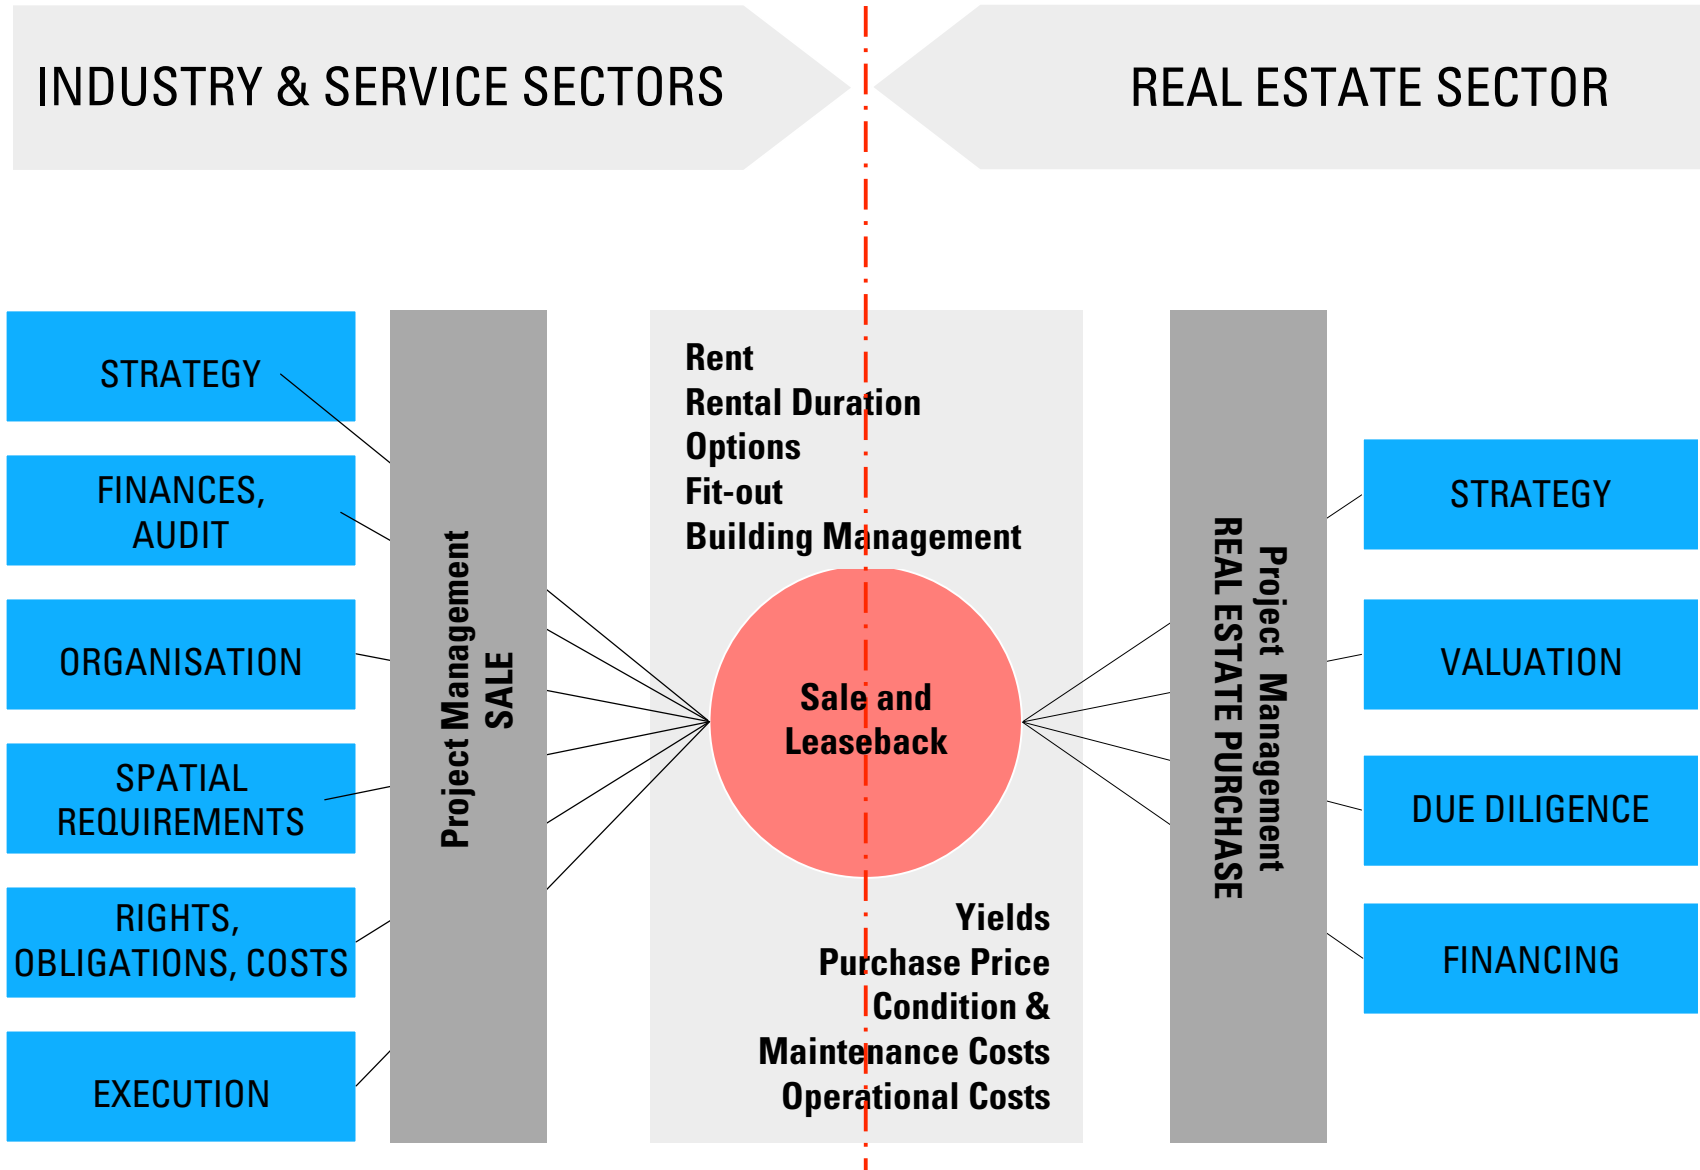 INDUSTRY & SERVICE SECTORS
REAL ESTATE SECTOR
STRATEGY
FINANCES,
AUDIT
ORGANISATION
SPATIAL
REQUIREMENTS
RIGHTS,
OBLIGATIONS, COSTS
EXECUTION
Project Management
SALE
Rent
Rental Duration
Options
Fit-out
Building Management
Sale and
Leaseback
Yields
Purchase Price
Condition &
Maintenance Costs
Operational Costs
Project Management
REAL ESTATE PURCHASE
STRATEGY
VALUATION
DUE DILIGENCE
FINANCING